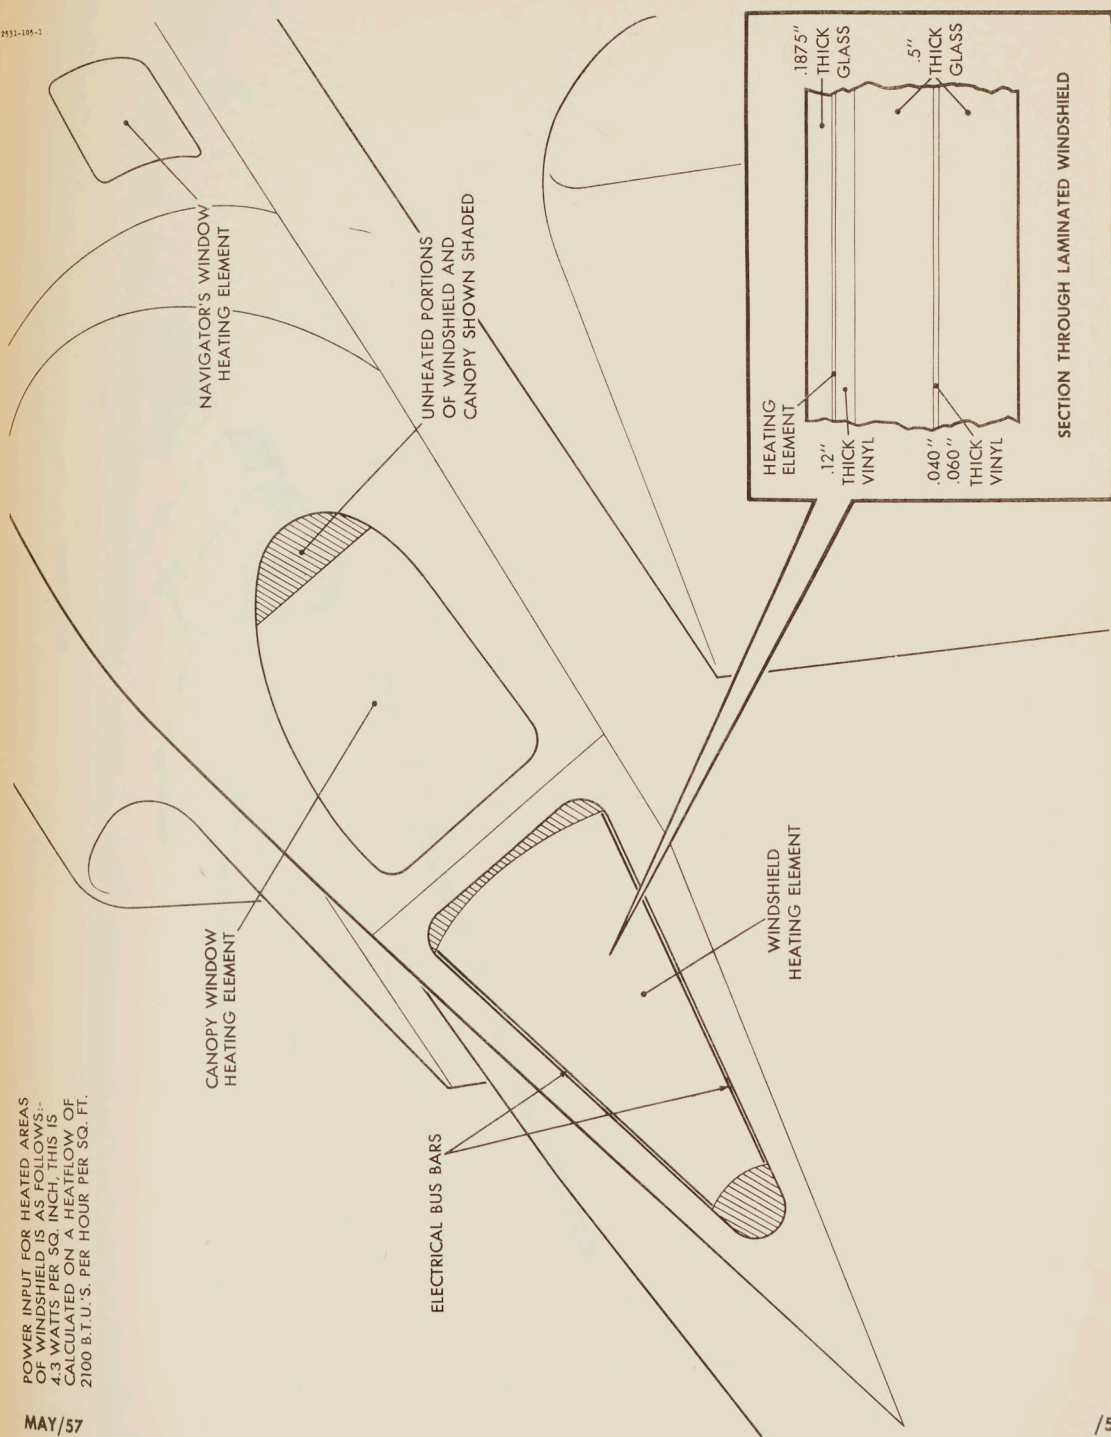 2531-105-1
NAVIGATOR'S WINDOW
HEATING ELEMENT
UNHEATED PORTIONS
OF WINDSHIELD AND
CANOPY SHOWN SHADED
.1875"
THICK
GLASS
.5"
THICK
GLASS
HEATING
ELEMENT
.12"
THICK
VINYL
.040"
.060"
THICK
VINYL
SECTION THROUGH LAMINATED WINDSHIELD
CANOPY WINDOW
HEATING ELEMENT
WINDSHIELD
HEATING ELEMENT
ELECTRICAL BUS BARS
POWER INPUT FOR HEATED AREAS
OF WINDSHIELD IS AS FOLLOWS:-
4.3 WATTS PER SQ. INCH, THIS IS
CALCULATED ON A HEATFLOW OF
2100 B.T.U.'S. PER HOUR PER SQ. FT.
MAY/57
/5